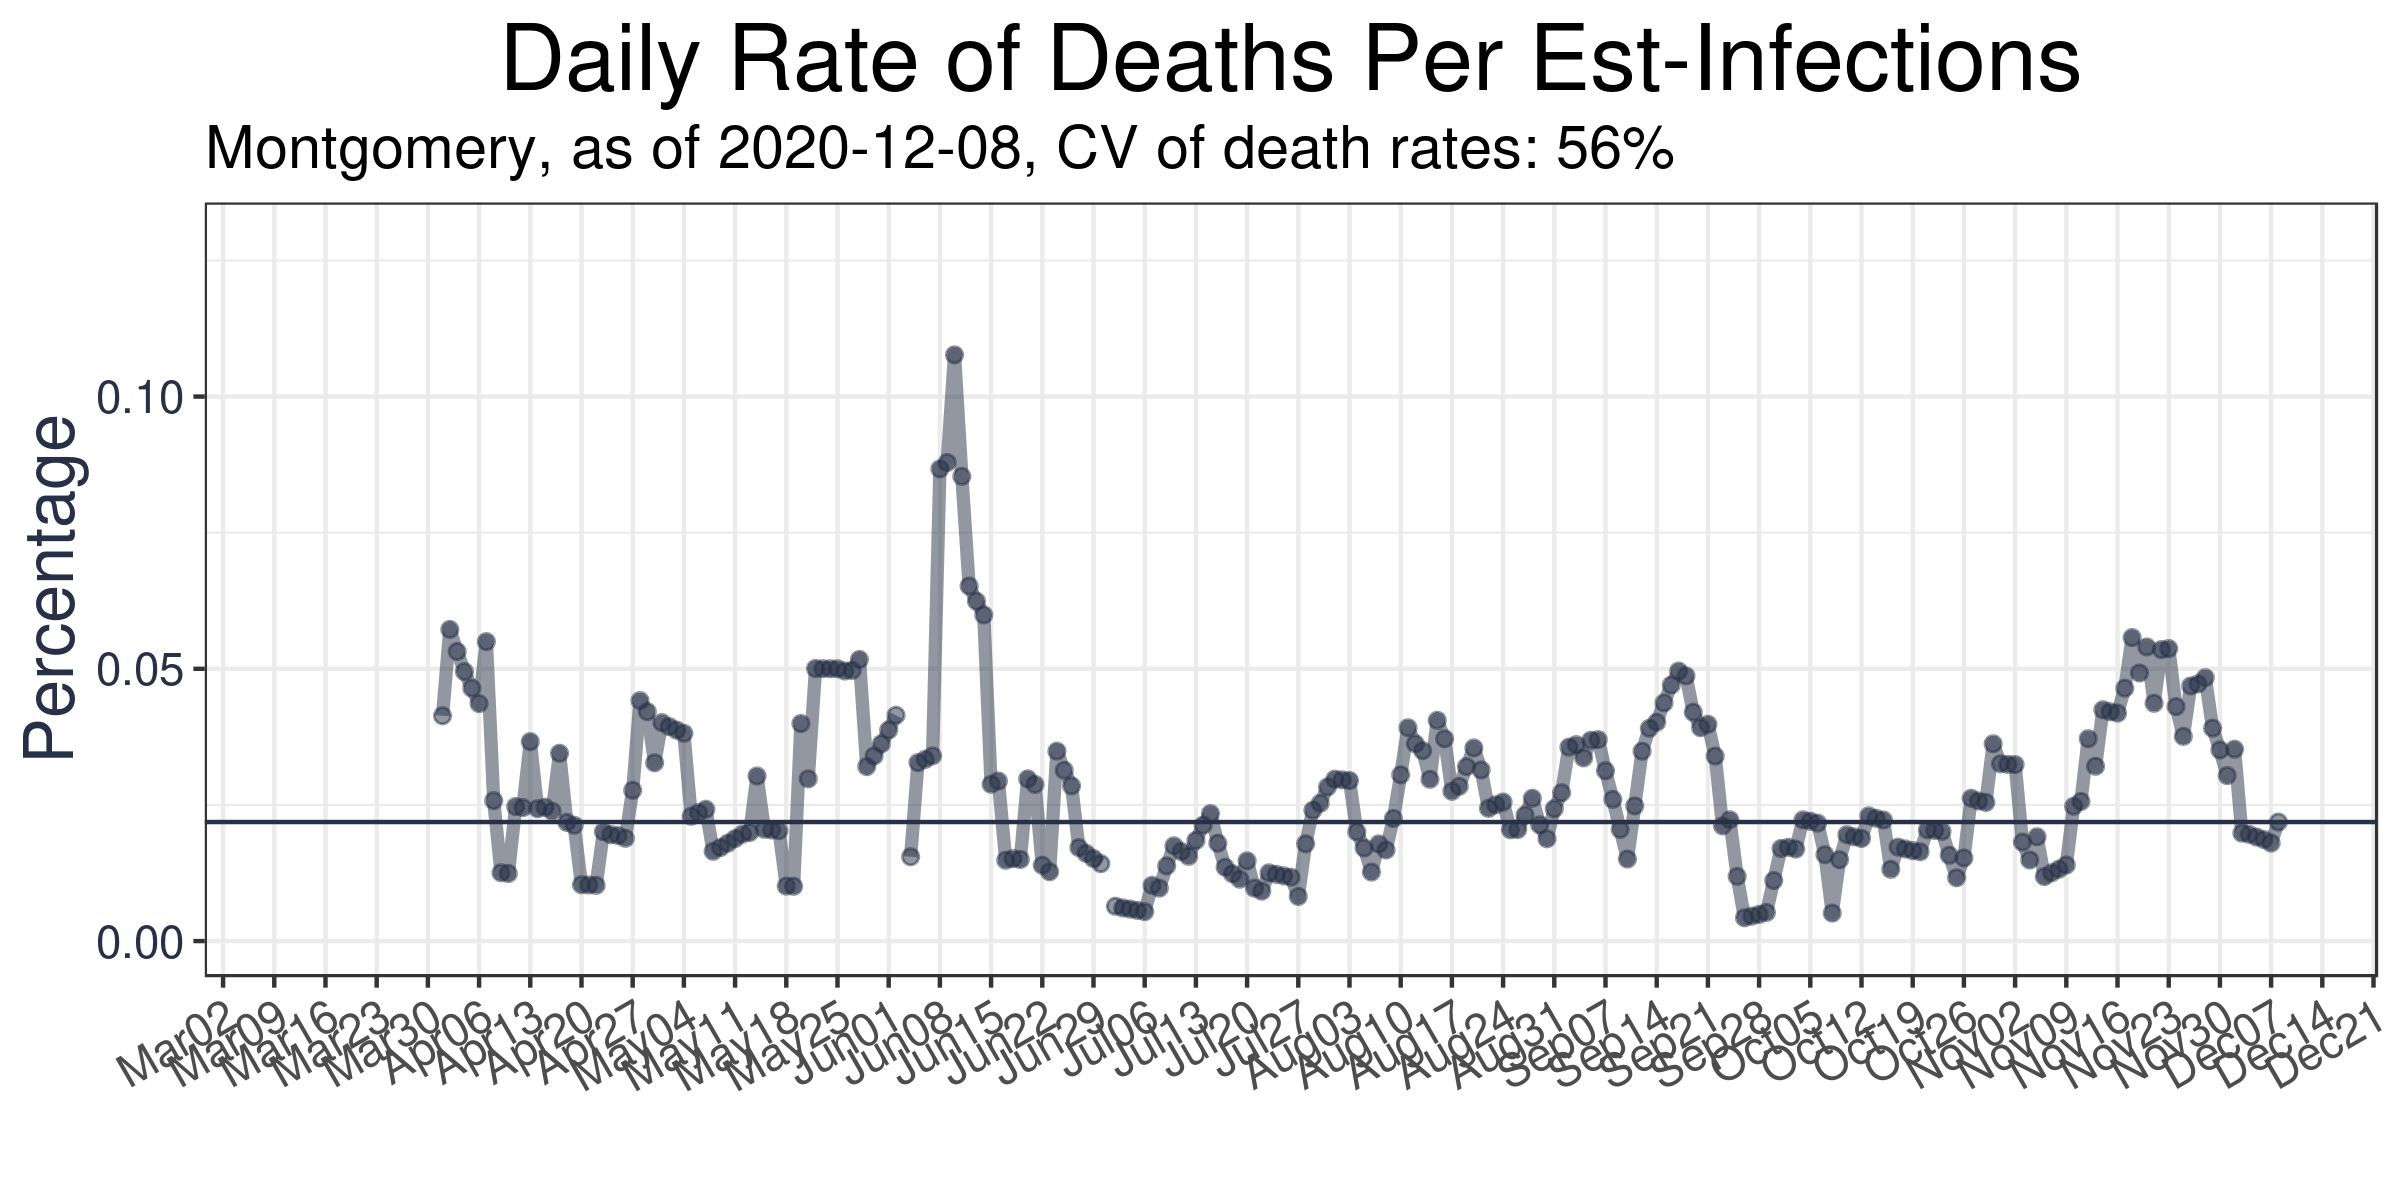 Daily Rate of Deaths Per Est-Infections
Montgomery, as of 2020-12-08, CV of death rates: 56%
Percentage
0.10
0.05
0.00
Mar02
Mar09
Mar16
Mar23
Mar30
Apr06
Apr13
Apr20
Apr27
May04
May11
May18
May25
Jun01
Jun08
Jun15
Jun22
Jun29
Jul06
Jul13
Jul20
Jul27
Aug03
Aug10
Aug17
Aug24
Aug31
Sep07
Sep14
Sep21
Sep28
Oct05
Oct12
Oct19
Oct26
Nov02
Nov09
Nov16
Nov23
Nov30
Dec07
Dec14
Dec21